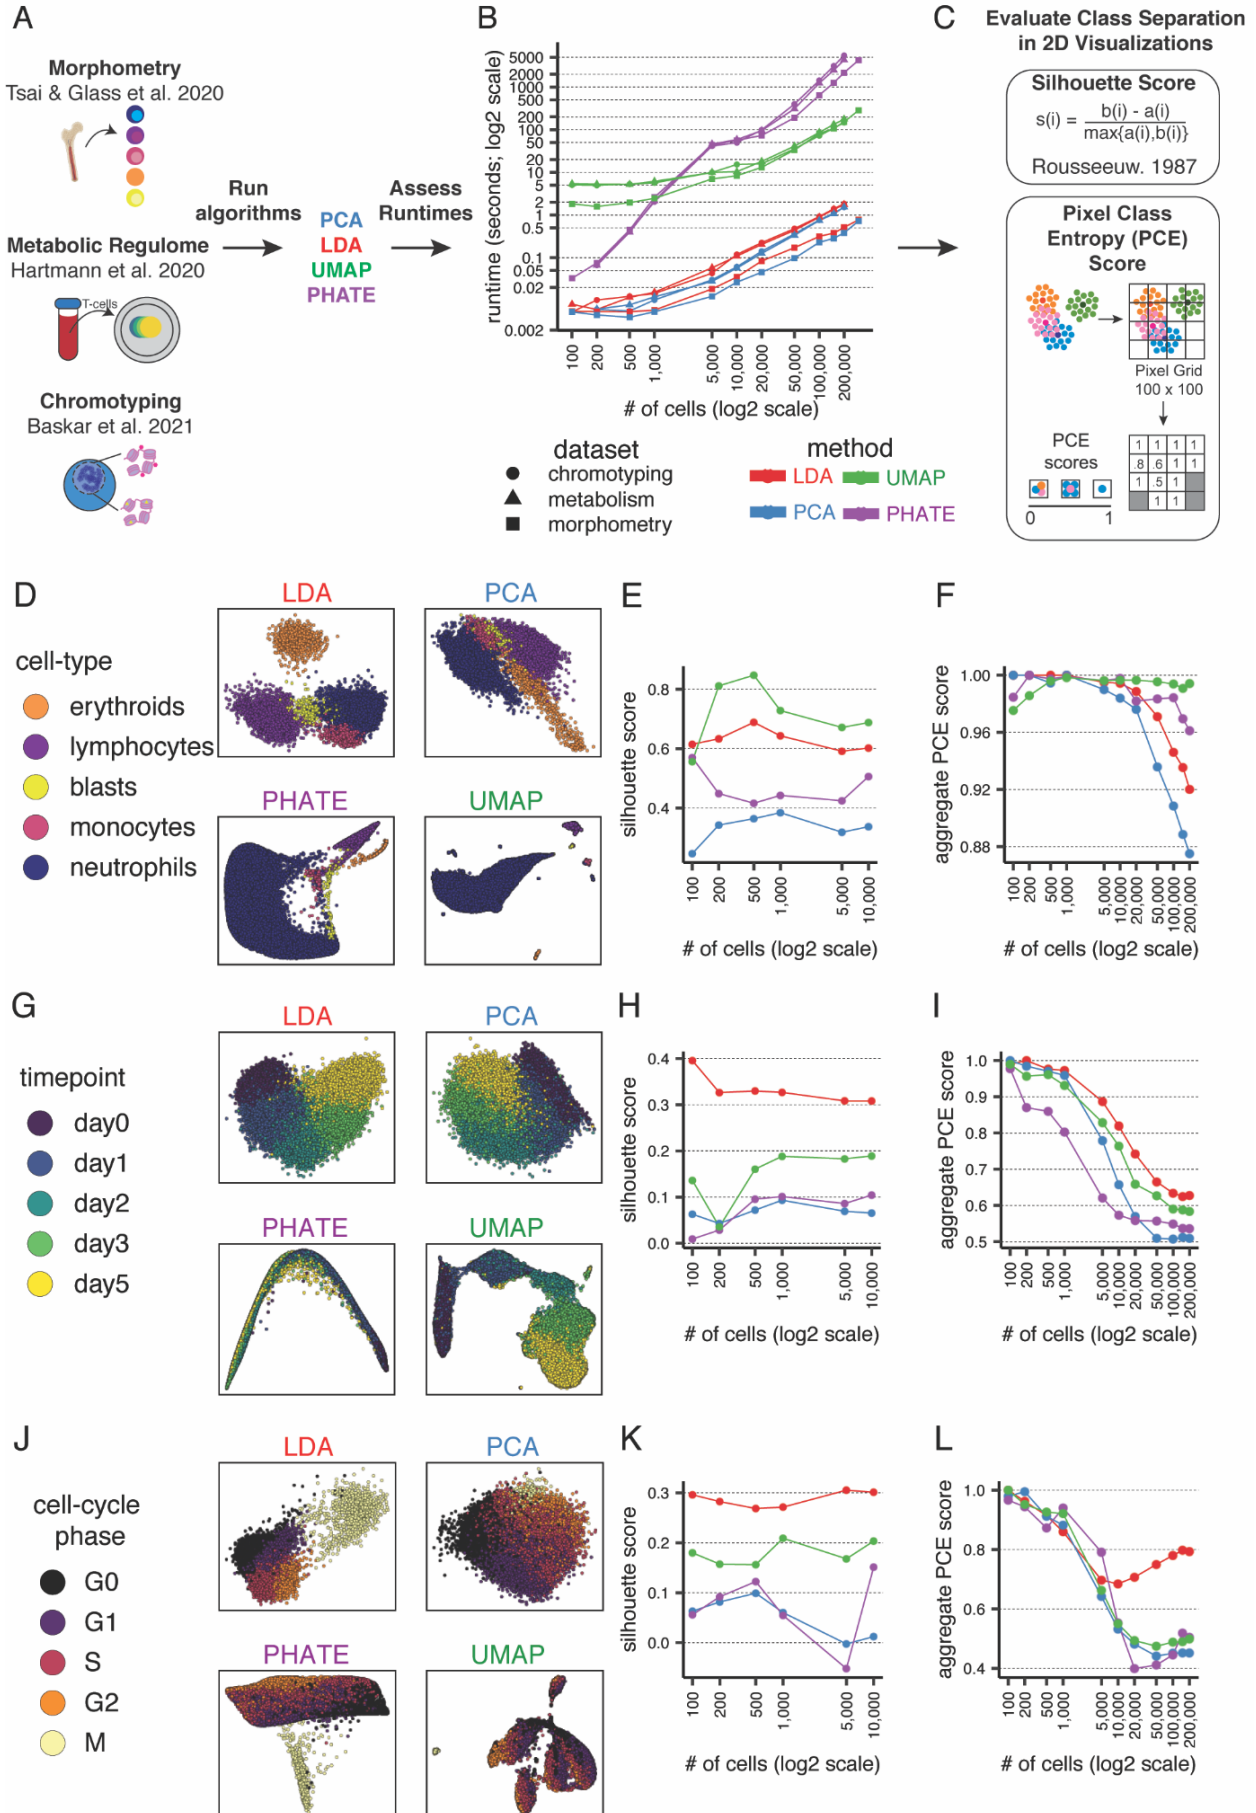 A
Morphometry
Tsai & Glass et al. 2020
Metabolic Regulome
Hartmann et al. 2020
T-cells
Chromotyping
Baskar et al. 2021
Run
algorithms
PCA
LDA
UMAP
PHATE
Assess
Runtimes
B
runtime (seconds; log2 scale)
5000
2000
1000
500
200
100
50
20
10
5
2
1
0.5
0.1
0.05
0.02
0.002
100
200
500
1,000
5,000
10,000
20,000
50,000
100,000
200,000
# of cells (log2 scale)
dataset
chromotyping
metabolism
morphometry
method
LDA
UMAP
PCA
PHATE
C
Evaluate Class Separation
in 2D Visualizations
Silhouette Score
s(i) = b(i) - a(i)
max{a(i),b(i)}
Rousseeuw. 1987
Pixel Class
Entropy (PCE)
Score
Pixel Grid
100 x 100
PCE
scores
0 1
1 1 1 1
.8 .6 1 1
1 .5 1
1 1
D
cell-type
erythroids
lymphocytes
blasts
monocytes
neutrophils
LDA
PCA
PHATE
UMAP
E
silhouette score
0.8
0.6
0.4
100
200
500
1,000
5,000
10,000
# of cells (log2 scale)
F
aggregate PCE score
1.00
0.96
0.92
0.88
100
200
500
1,000
5,000
10,000
20,000
50,000
100,000
200,000
# of cells (log2 scale)
G
timepoint
day0
day1
day2
day3
day5
LDA
PCA
PHATE
UMAP
H
silhouette score
0.4
0.3
0.2
0.1
0.0
100
200
500
1,000
5,000
10,000
# of cells (log2 scale)
I
aggregate PCE score
1.0
0.9
0.8
0.7
0.6
0.5
100
200
500
1,000
5,000
10,000
20,000
50,000
100,000
200,000
# of cells (log2 scale)
J
cell-cycle
phase
G0
G1
S
G2
M
LDA
PCA
PHATE
UMAP
K
silhouette score
0.3
0.2
0.1
0.0
100
200
500
1,000
5,000
10,000
# of cells (log2 scale)
L
aggregate PCE score
1.0
0.8
0.6
0.4
100
200
500
1,000
5,000
10,000
20,000
50,000
100,000
200,000
# of cells (log2 scale)